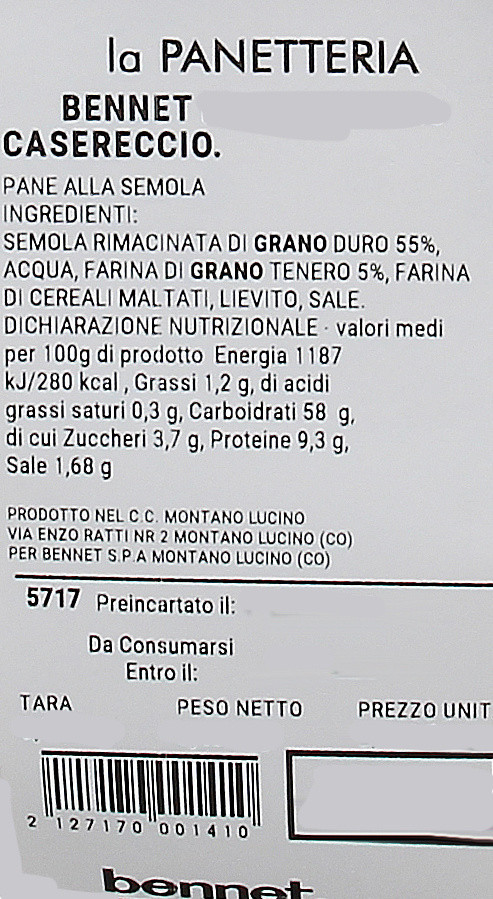 la PANETTERIA
BENNET
CASERECCIO.
PANE ALLA SEMOLA
INGREDIENTI:
SEMOLA RIMACINATA DI GRANO DURO 55%,
ACQUA, FARINA DI GRANO TENERO 5%, FARINA
DI CEREALI MALTATI, LIEVITO, SALE.
DICHIARAZIONE NUTRIZIONALE - valori medi
per 100g di prodotto Energia 1187
kJ/280 kcal , Grassi 1,2 g, di acidi
grassi saturi 0,3 g, Carboidrati 58 g,
di cui Zuccheri 3,7 g, Proteine 9,3 g,
Sale 1,68 g
PRODOTTO NEL C.C. MONTANO LUCINO
VIA ENZO RATTI NR 2 MONTANO LUCINO (CO)
PER BENNET S.P.A MONTANO LUCINO (CO)
5717 Preincartato il:
Da Consumarsi
Entro il:
TARA PESO NETTO PREZZO UNIT
2 127170 001410
bennet